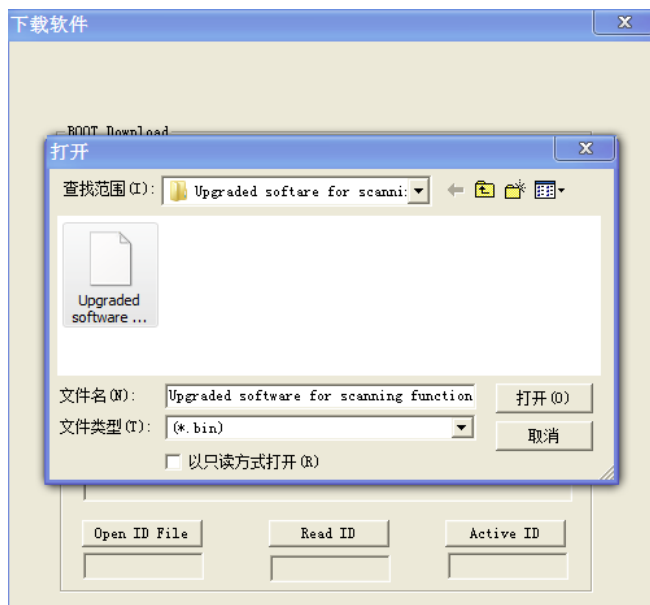 下载软件
BOOT Download
打开
查找范围(I):
Upgraded softare for scanni
Upgraded
software ...
文件名(N):
Upgraded software for scanning function
打开(O)
文件类型(T):
(*.bin)
取消
以只读方式打开(R)
Open ID File
Read ID
Active ID